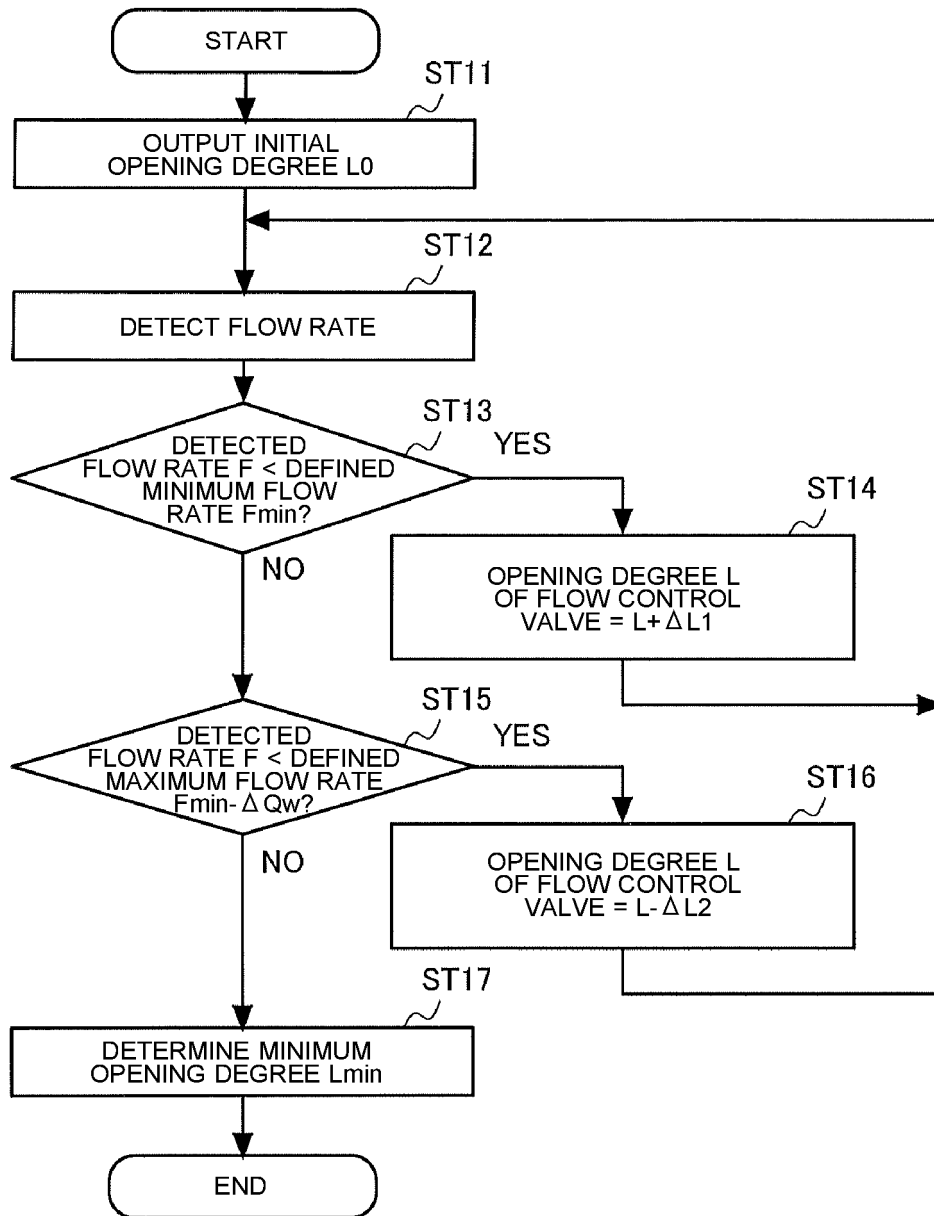 START
ST11
OUTPUT INITIAL
OPENING DEGREE L0
ST12
DETECT FLOW RATE
ST13
DETECTED
FLOW RATE F < DEFINED
MINIMUM FLOW
RATE Fmin?
YES
NO
ST14
OPENING DEGREE L
OF FLOW CONTROL
VALVE = L+ΔL1
ST15
DETECTED
FLOW RATE F < DEFINED
MAXIMUM FLOW RATE
Fmin-ΔQw?
YES
NO
ST16
OPENING DEGREE L
OF FLOW CONTROL
VALVE = L-ΔL2
ST17
DETERMINE MINIMUM
OPENING DEGREE Lmin
END